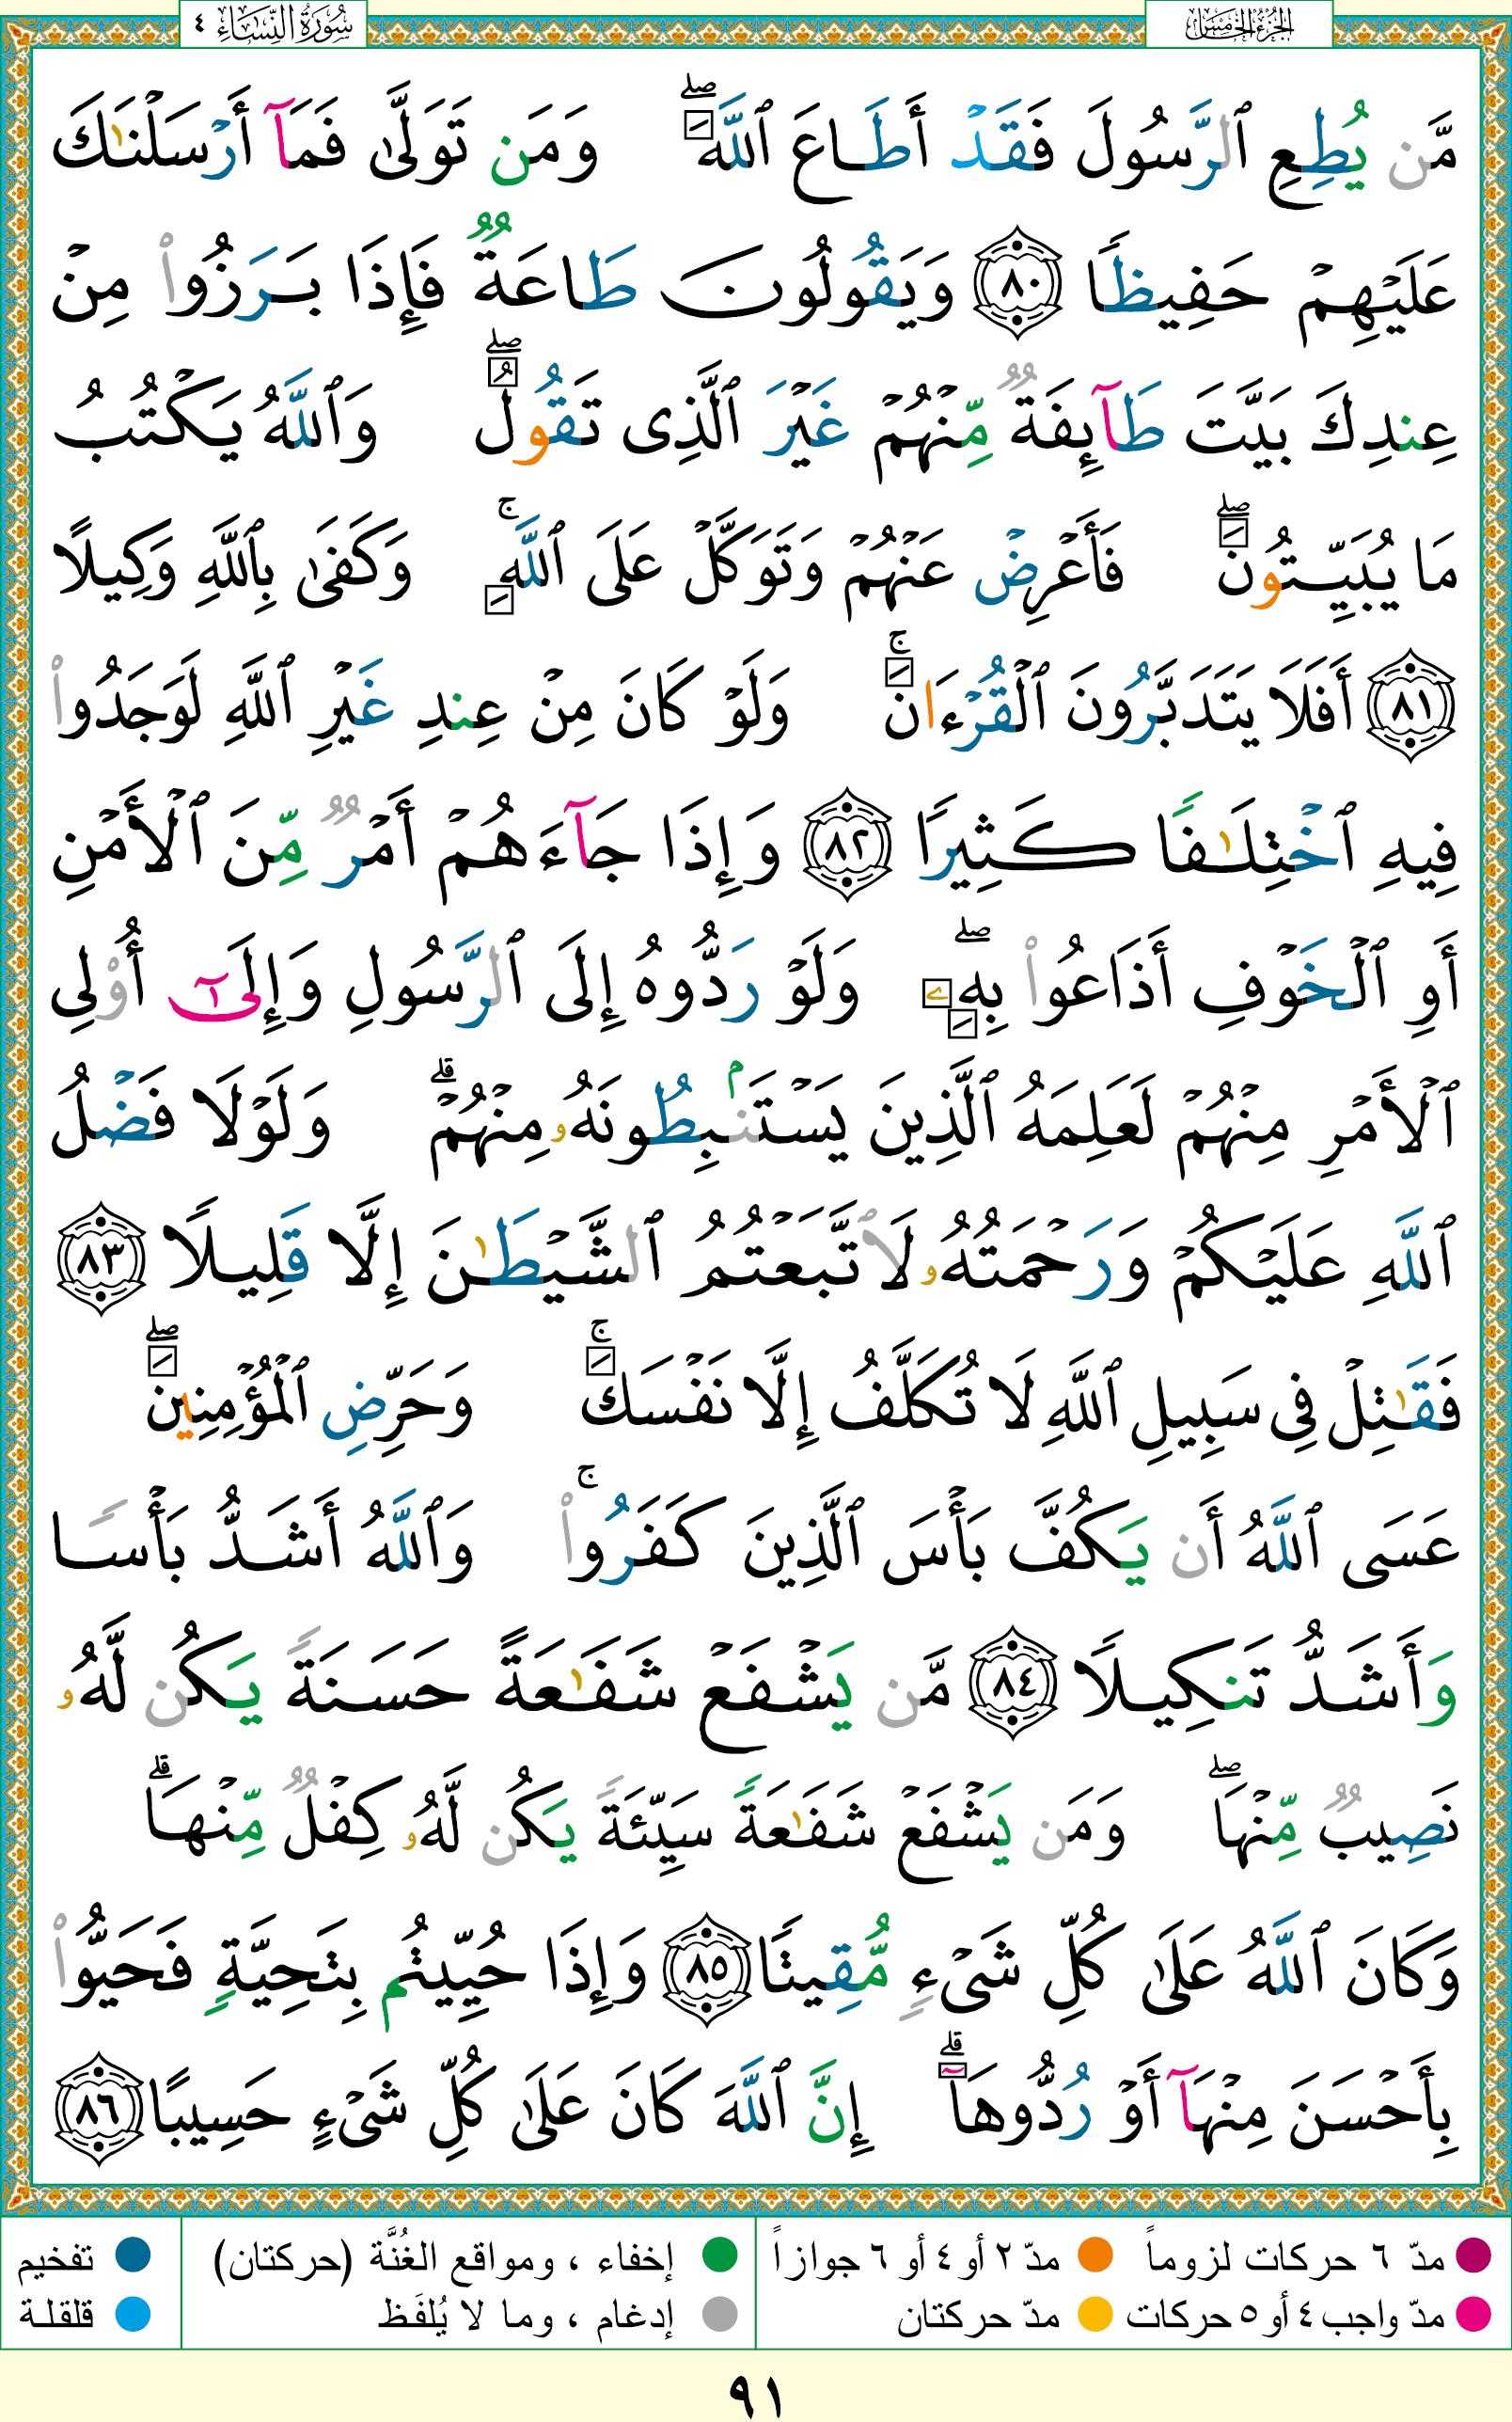 الجزء الخامس
سُورَةُ النِّسَاءِ ٤
مَّن يُطِعِ ٱلرَّسُولَ فَقَدْ أَطَاعَ ٱللَّهَ ۖ وَمَن تَوَلَّىٰ فَمَآ أَرْسَلْنَـٰكَ
عَلَيْهِمْ حَفِيظًا ٨٠ وَيَقُولُونَ طَاعَةٌ فَإِذَا بَرَزُوا۟ مِنْ
عِندِكَ بَيَّتَ طَآئِفَةٌ مِّنْهُمْ غَيْرَ ٱلَّذِى تَقُولُ ۖ وَٱللَّهُ يَكْتُبُ
مَا يُبَيِّتُونَ ۖ فَأَعْرِضْ عَنْهُمْ وَتَوَكَّلْ عَلَى ٱللَّهِ ۚ وَكَفَىٰ بِٱللَّهِ وَكِيلًا
٨١ أَفَلَا يَتَدَبَّرُونَ ٱلْقُرْءَانَ ۚ وَلَوْ كَانَ مِنْ عِندِ غَيْرِ ٱللَّهِ لَوَجَدُوا۟
فِيهِ ٱخْتِلَـٰفًا كَثِيرًا ٨٢ وَإِذَا جَآءَهُمْ أَمْرٌ مِّنَ ٱلْأَمْنِ
أَوِ ٱلْخَوْفِ أَذَاعُوا۟ بِهِۦ ۖ وَلَوْ رَدُّوهُ إِلَى ٱلرَّسُولِ وَإِلَىٰٓ أُو۟لِى
ٱلْأَمْرِ مِنْهُمْ لَعَلِمَهُ ٱلَّذِينَ يَسْتَنۢبِطُونَهُۥ مِنْهُمْ ۗ وَلَوْلَا فَضْلُ
ٱللَّهِ عَلَيْكُمْ وَرَحْمَتُهُۥ لَٱتَّبَعْتُمُ ٱلشَّيْطَـٰنَ إِلَّا قَلِيلًا ٨٣
فَقَـٰتِلْ فِى سَبِيلِ ٱللَّهِ لَا تُكَلَّفُ إِلَّا نَفْسَكَ ۚ وَحَرِّضِ ٱلْمُؤْمِنِينَ ۖ
عَسَى ٱللَّهُ أَن يَكُفَّ بَأْسَ ٱلَّذِينَ كَفَرُوا۟ ۚ وَٱللَّهُ أَشَدُّ بَأْسًا
وَأَشَدُّ تَنكِيلًا ٨٤ مَّن يَشْفَعْ شَفَـٰعَةً حَسَنَةً يَكُن لَّهُۥ
نَصِيبٌ مِّنْهَا ۖ وَمَن يَشْفَعْ شَفَـٰعَةً سَيِّئَةً يَكُن لَّهُۥ كِفْلٌ مِّنْهَا ۗ
وَكَانَ ٱللَّهُ عَلَىٰ كُلِّ شَىْءٍ مُّقِيتًا ٨٥ وَإِذَا حُيِّيتُم بِتَحِيَّةٍ فَحَيُّوا۟
بِأَحْسَنَ مِنْهَآ أَوْ رُدُّوهَآ ۗ إِنَّ ٱللَّهَ كَانَ عَلَىٰ كُلِّ شَىْءٍ حَسِيبًا ٨٦
مدّ ٦ حركات لزوماً مدّ ٢ أو ٤ أو ٦ جوازاً إخفاء ، ومواقع الغُنَّة (حركتان) تفخيم
مدّ واجب ٤ أو ٥ حركات مدّ حركتان إدغام ، وما لا يُلفَظ قلقلة
٩١